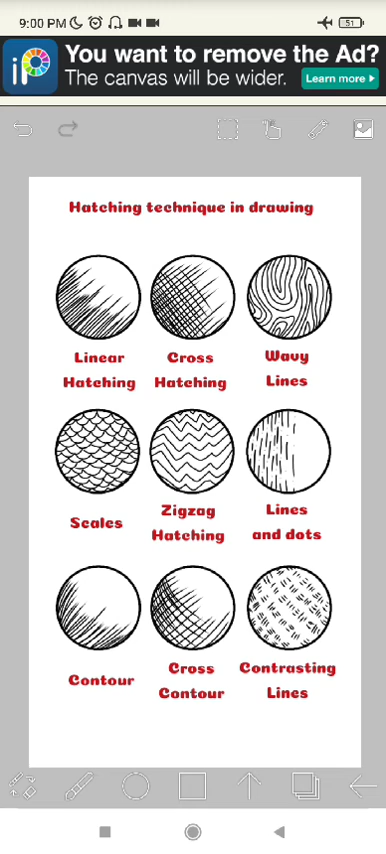 9:00 PM 51
iP You want to remove the Ad?
The canvas will be wider. Learn more
Hatching technique in drawing
Linear Hatching
Cross Hatching
Wavy Lines
Scales
Zigzag Hatching
Lines and dots
Contour
Cross Contour
Contrasting Lines